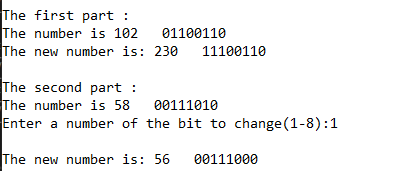 The first part :
The number is 102   01100110
The new number is: 230   11100110
The second part :
The number is 58   00111010
Enter a number of the bit to change(1-8):1
The new number is: 56   00111000